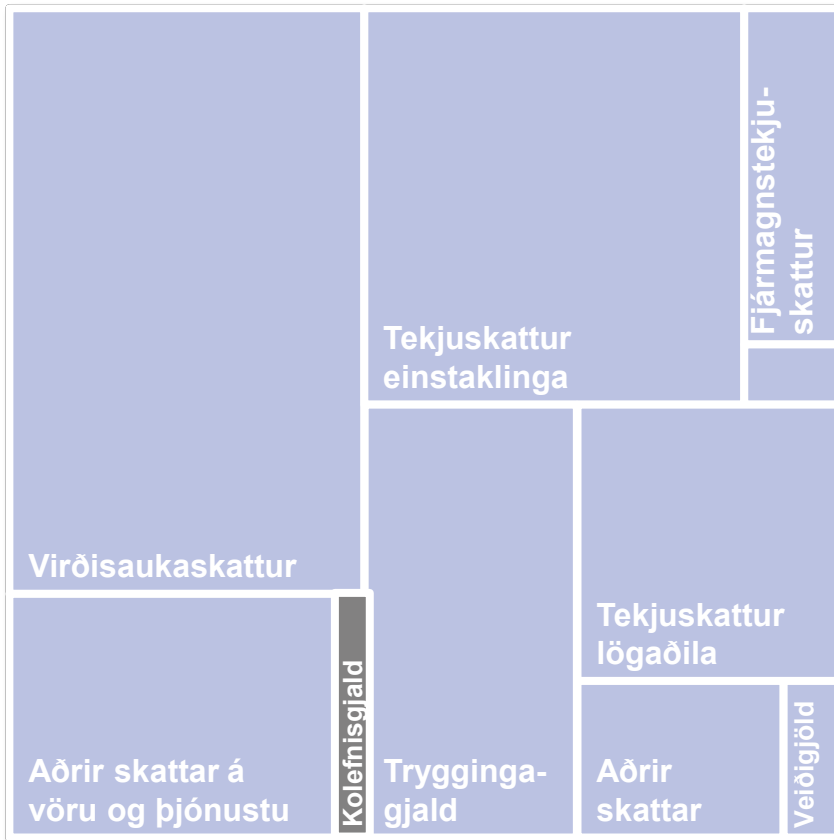 Fjármagnstekju-
skattur
Tekjuskattur
einstaklinga
Virðisaukaskattur
Tekjuskattur
lögaðila
Aðrir skattar á
vöru og þjónustu
Kolefnisgjald
Trygginga-
gjald
Aðrir
skattar
Veiðigjöld